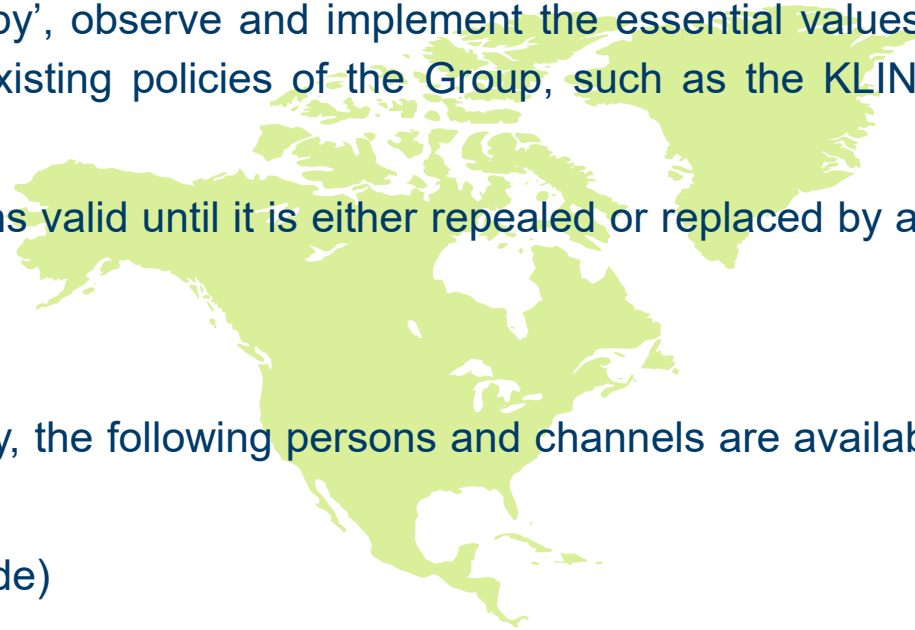 oy’, observe and implement the essential values
xisting policies of the Group, such as the KLIN
ns valid until it is either repealed or replaced by a
y, the following persons and channels are availab
de)